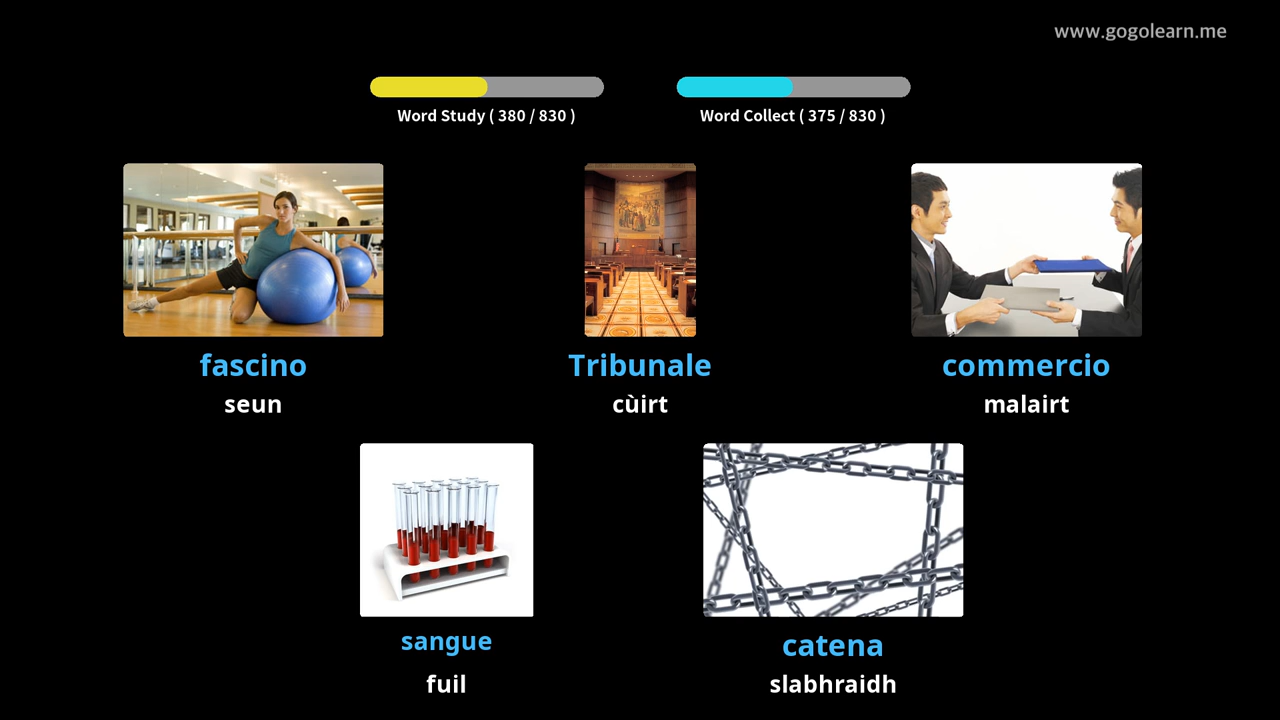 www.gogolearn.me
Word Study ( 380 / 830 )
Word Collect ( 375 / 830 )
fascino
seun
Tribunale
cùirt
commercio
malairt
sangue
fuil
catena
slabhraidh